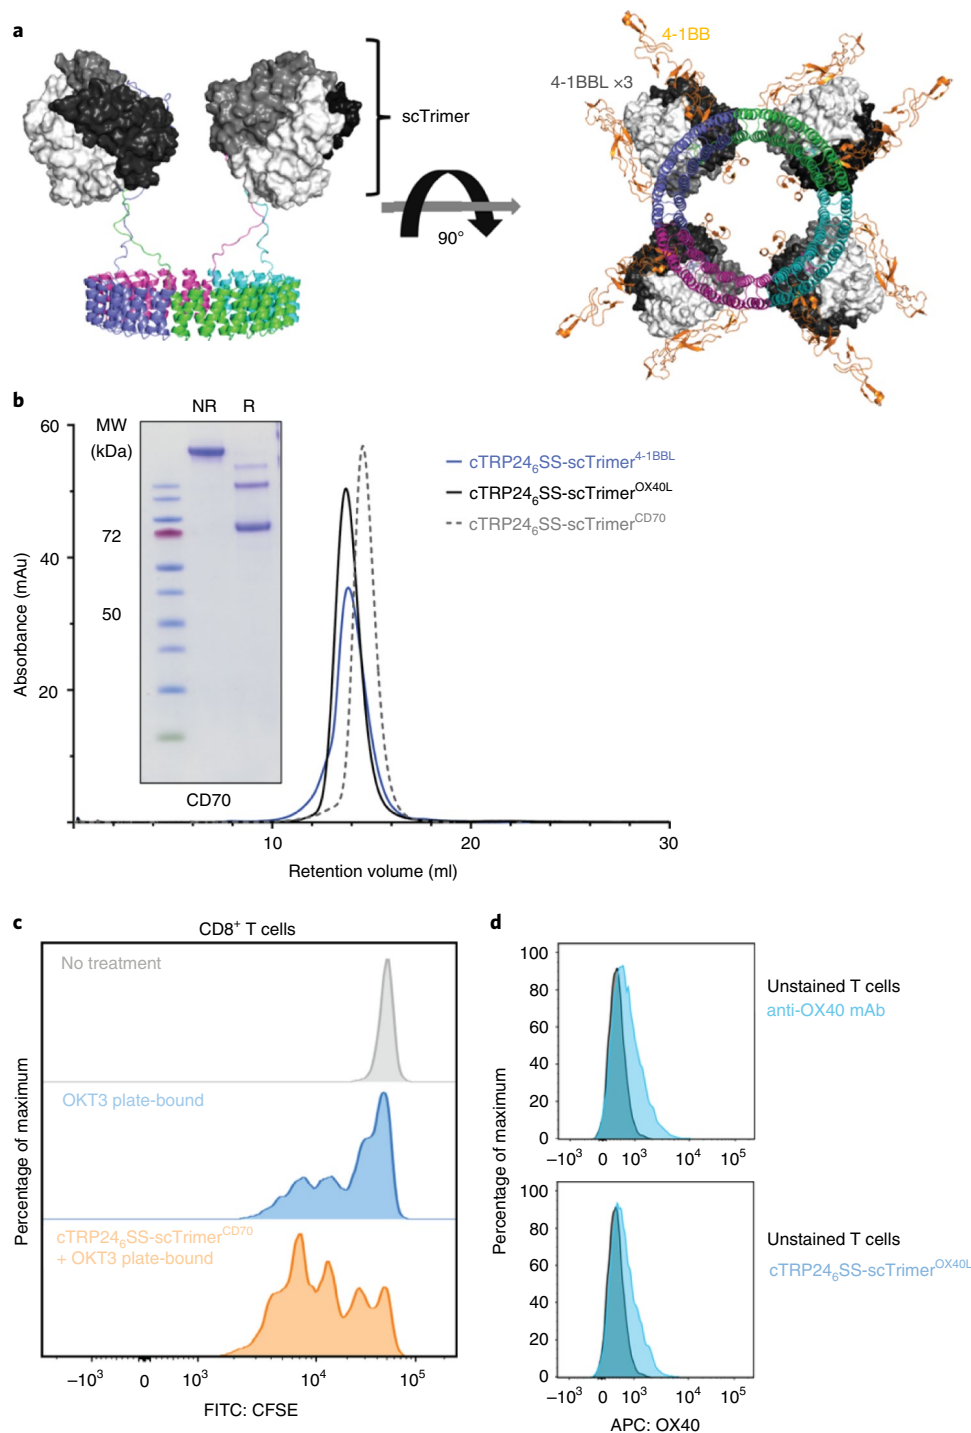 a
4-1BB
4-1BBL ×3
scTrimer
90°
b
NR R
MW
(kDa)
72
50
CD70
60
40
20
Absorbance (mAu)
cTRP24₆SS-scTrimer⁴⁻¹ᴮᴮᴸ
cTRP24₆SS-scTrimerᴼˣ⁴⁰ᴸ
cTRP24₆SS-scTrimerᶜᴰ⁷⁰
10 20 30
Retention volume (ml)
c
CD8⁺ T cells
No treatment
OKT3 plate-bound
cTRP24₆SS-scTrimerᶜᴰ⁷⁰
+ OKT3 plate-bound
Percentage of maximum
−10³ 0 10³ 10⁴ 10⁵
FITC: CFSE
d
100
80
60
40
20
0
−10³ 0 10³ 10⁴ 10⁵
Unstained T cells
anti-OX40 mAb
Percentage of maximum
100
80
60
40
20
0
−10³ 0 10³ 10⁴ 10⁵
Unstained T cells
cTRP24₆SS-scTrimerᴼˣ⁴⁰ᴸ
APC: OX40